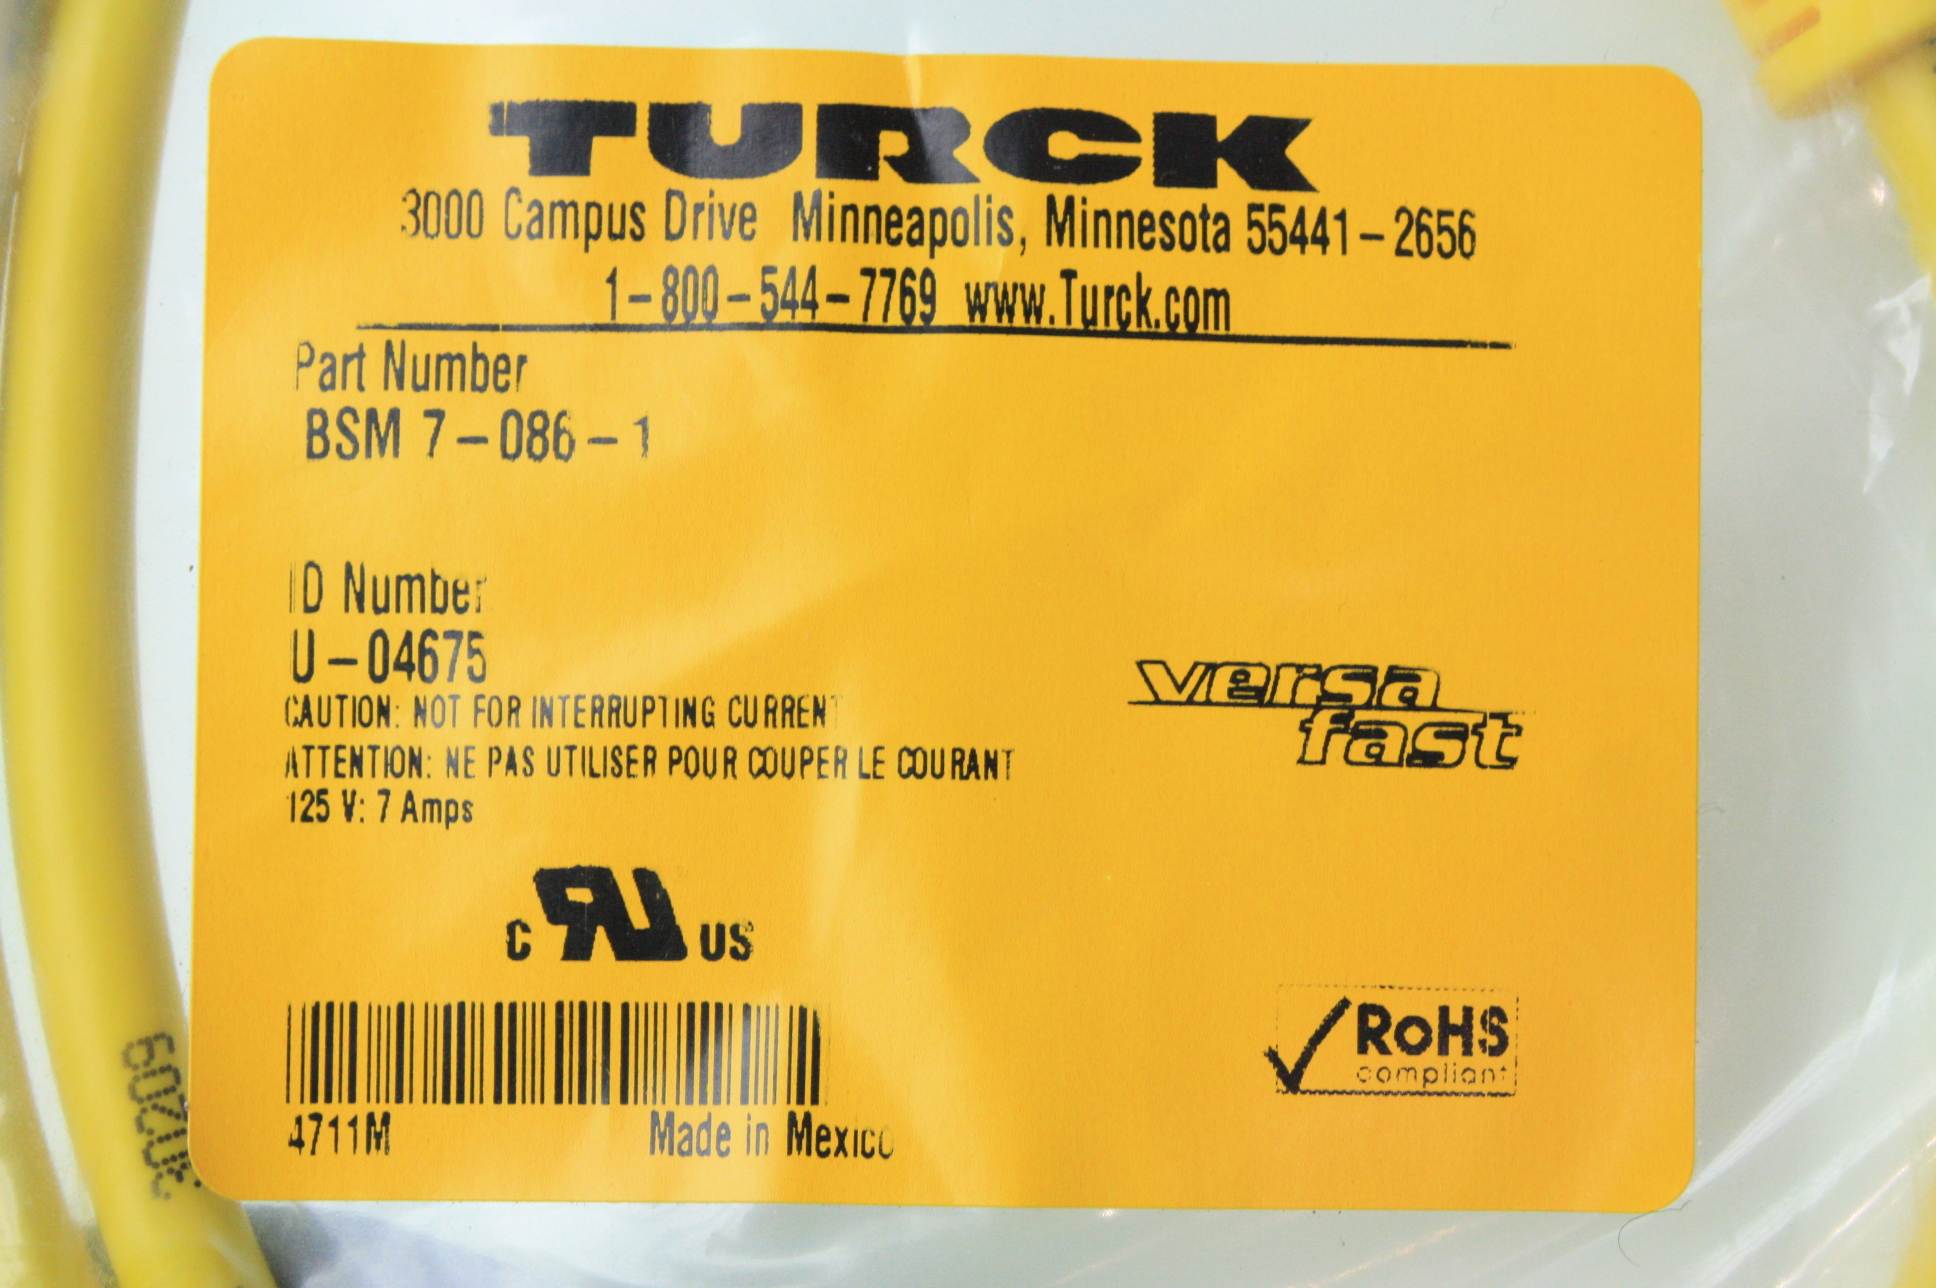 TURCK
3000 Campus Drive Minneapolis, Minnesota 55441-2656
1-800-544-7769 www.Turck.com
Part Number
BSM 7-086-1
ID Number
U-04675
CAUTION: NOT FOR INTERRUPTING CURRENT
ATTENTION: NE PAS UTILISER POUR COUPER LE COURANT
125 V: 7 Amps
versa
fast
C RU US
RoHS
compliant
4711M Made in Mexico